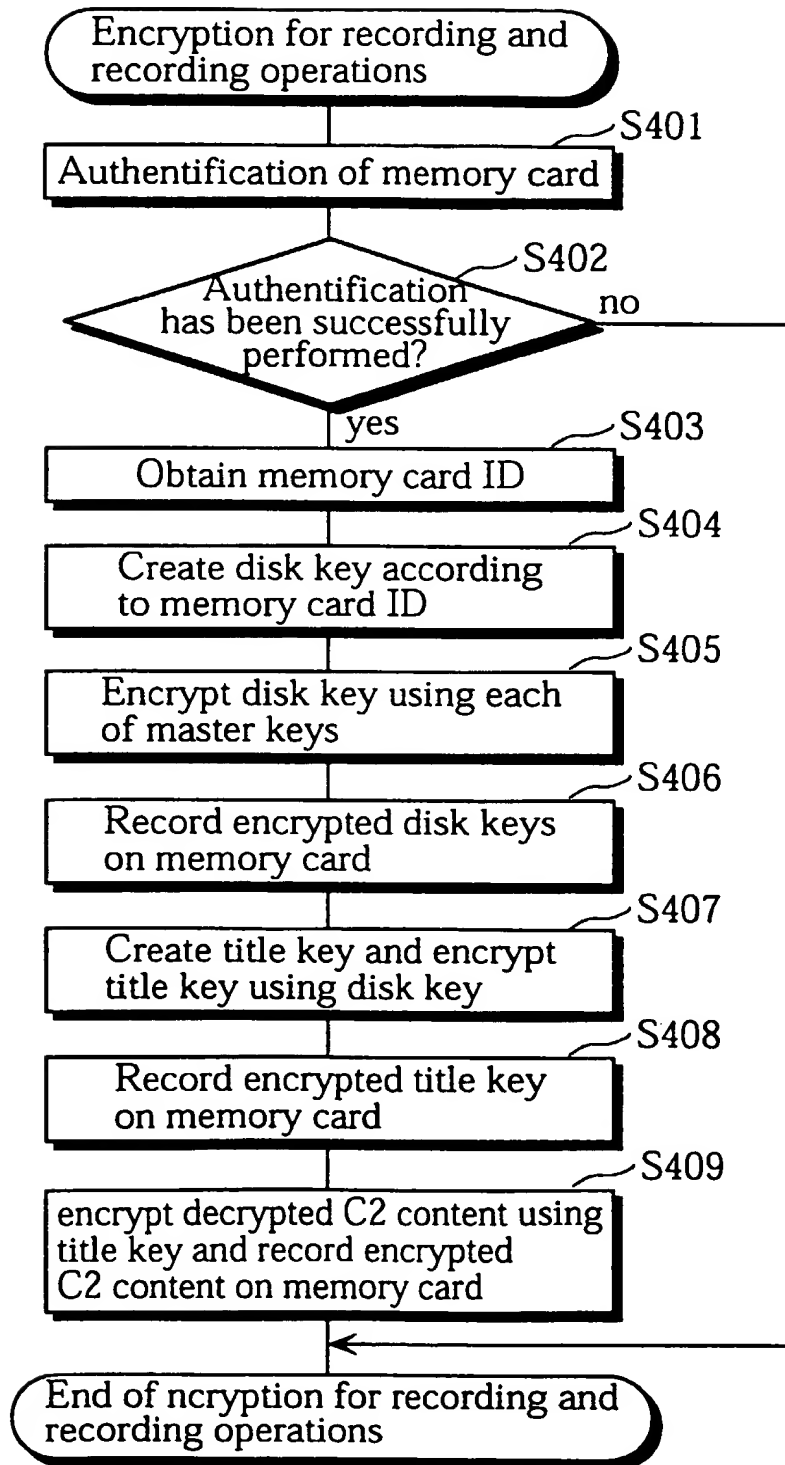 Encryption for recording and
recording operations
S401
Authentification of memory card
S402
Authentification
has been successfully
performed?
no
yes
S403
Obtain memory card ID
S404
Create disk key according
to memory card ID
S405
Encrypt disk key using each
of master keys
S406
Record encrypted disk keys
on memory card
S407
Create title key and encrypt
title key using disk key
S408
Record encrypted title key
on memory card
S409
encrypt decrypted C2 content using
title key and record encrypted
C2 content on memory card
End of ncryption for recording and
recording operations